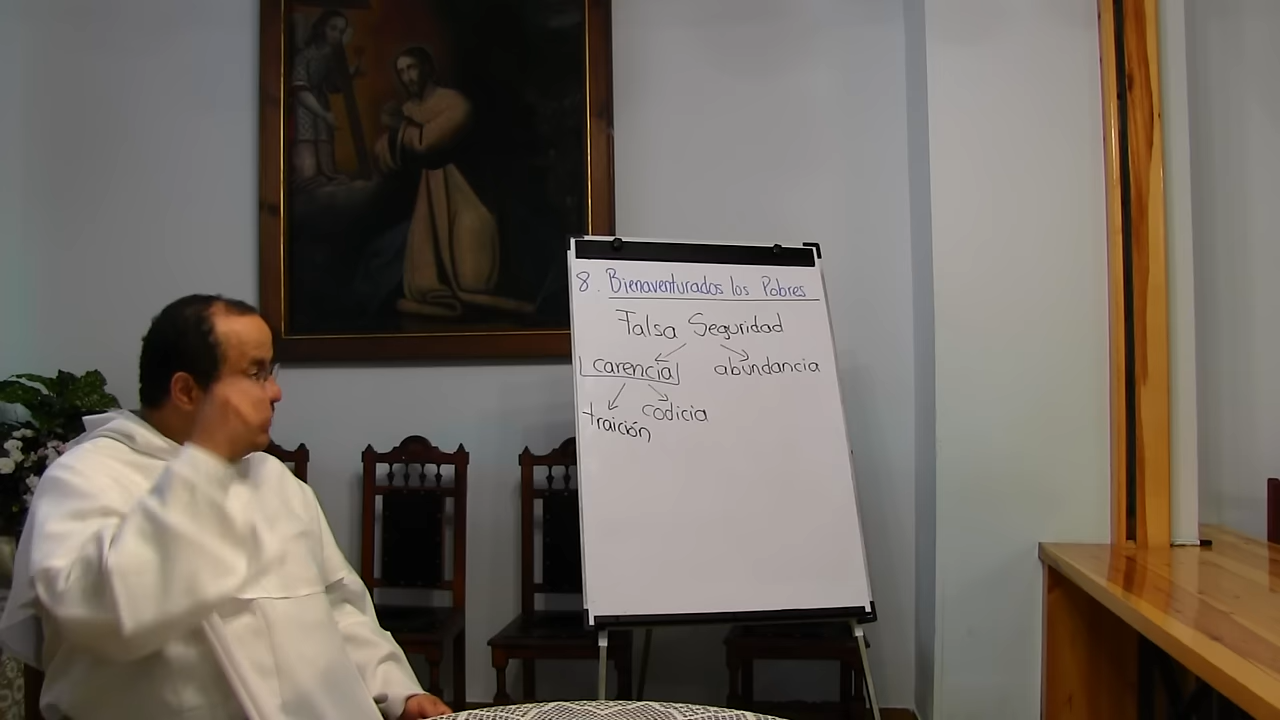 8. Bienaventurados los Pobres
Falsa Seguridad
carencia abundancia
traición codicia